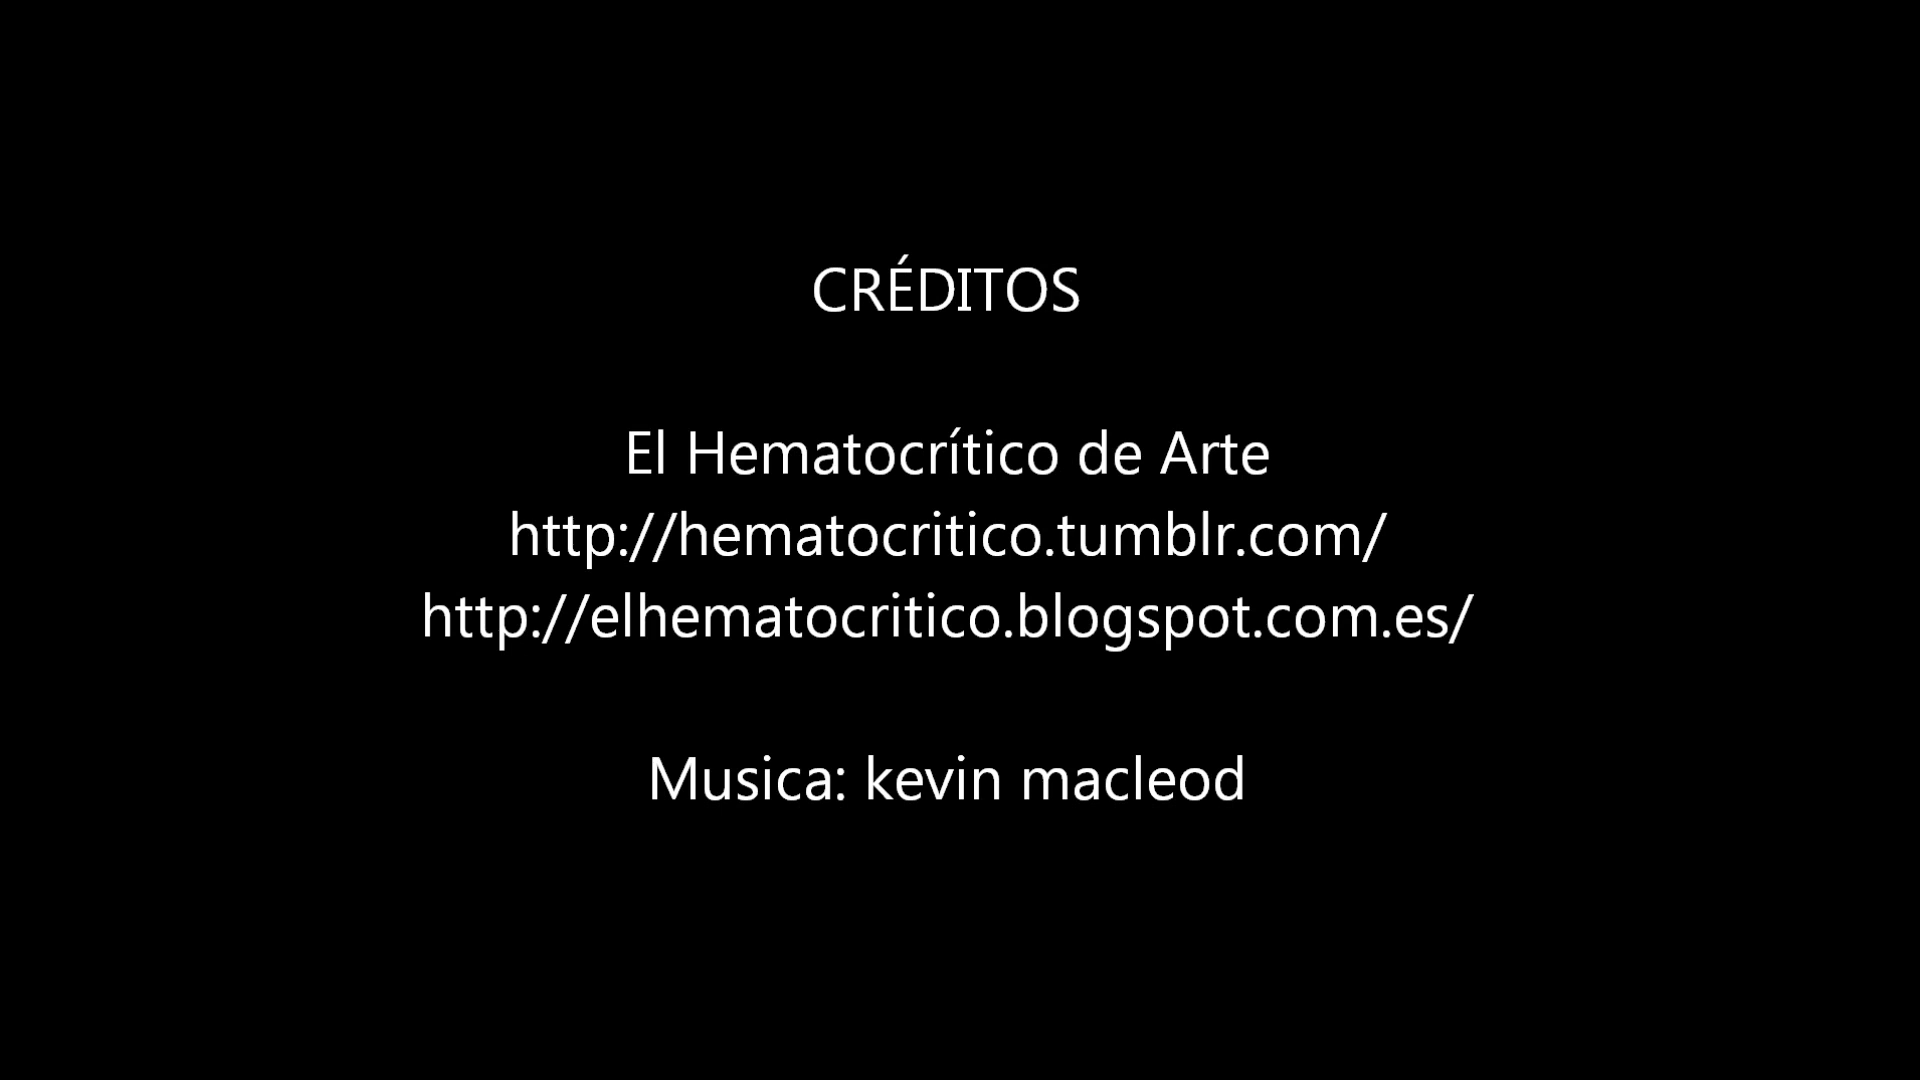 CRÉDITOS
El Hematocrítico de Arte
http://hematocritico.tumblr.com/
http://elhematocritico.blogspot.com.es/
Musica: kevin macleod